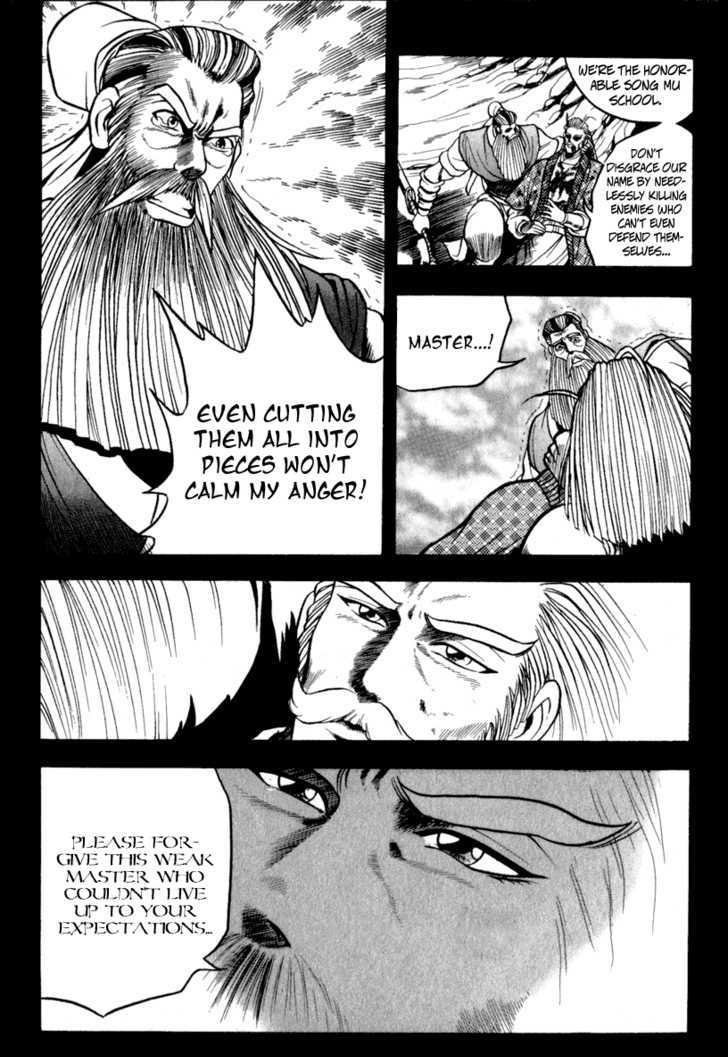 EVEN CUTTING
THEM ALL INTO
PIECES WON'T
CALM MY ANGER!
WE'RE THE HONOR-
ABLE SONG MU
SCHOOL.
DON'T
DISGRACE OUR
NAME BY NEED-
LESSLY KILLING
ENEMIES WHO
CAN'T EVEN
DEFEND THEM-
SELVES...
MASTER...!
PLEASE FOR-
GIVE THIS WEAK
MASTER WHO
COULDN'T LIVE
UP TO YOUR
EXPECTATIONS...